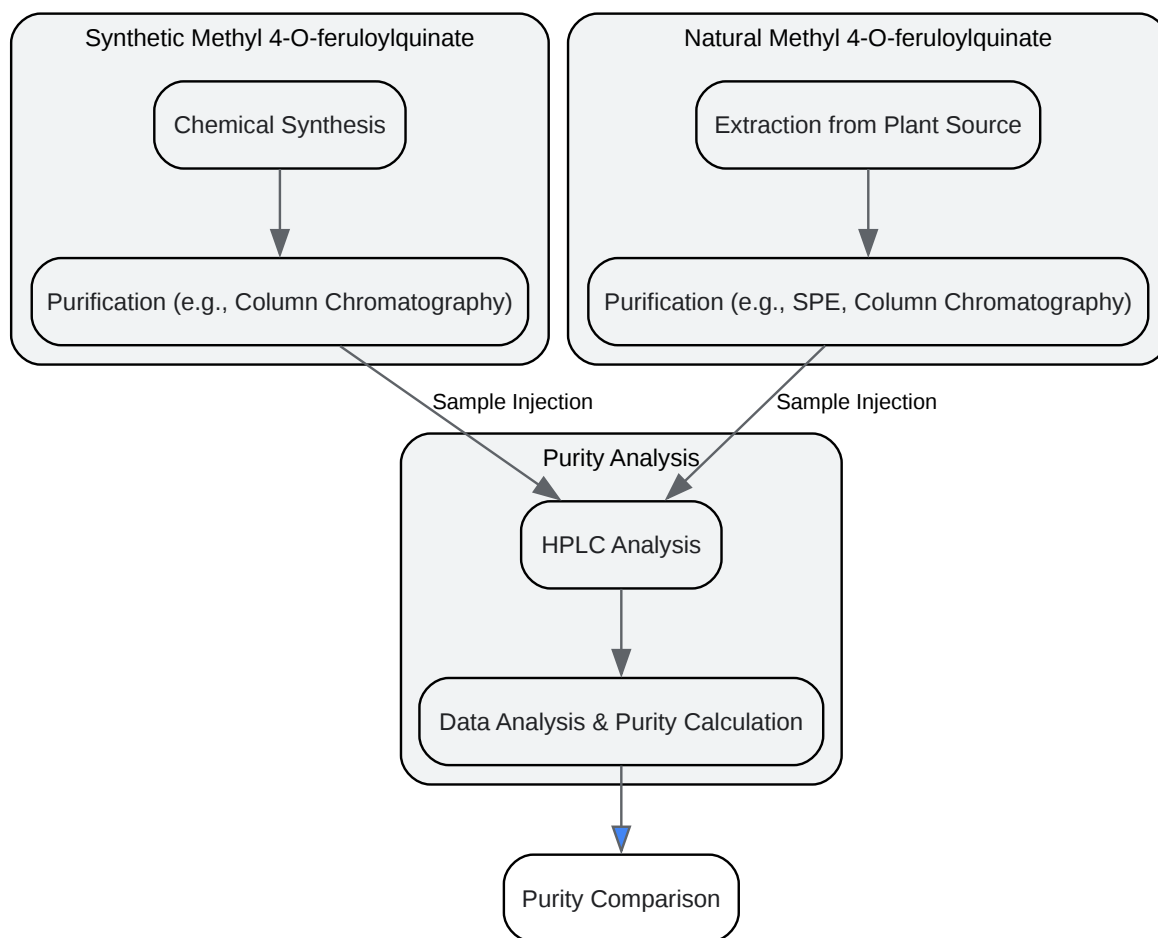 Synthetic Methyl 4-O-feruloylquinate
Natural Methyl 4-O-feruloylquinate
Chemical Synthesis
Extraction from Plant Source
Purification (e.g., Column Chromatography)
Purification (e.g., SPE, Column Chromatography)
Sample Injection
Sample Injection
Purity Analysis
HPLC Analysis
Data Analysis & Purity Calculation
Purity Comparison